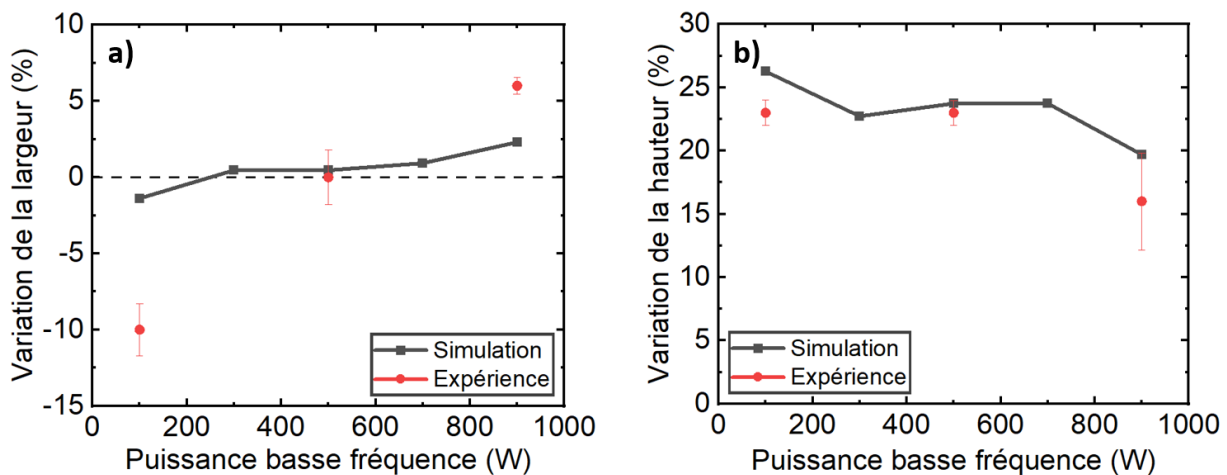 a)
Variation de la largeur (%)
10
5
0
-5
-10
-15
0 200 400 600 800 1000
Puissance basse fréquence (W)
Simulation
Expérience
b)
Variation de la hauteur (%)
30
25
20
15
10
5
0
0 200 400 600 800 1000
Puissance basse fréquence (W)
Simulation
Expérience